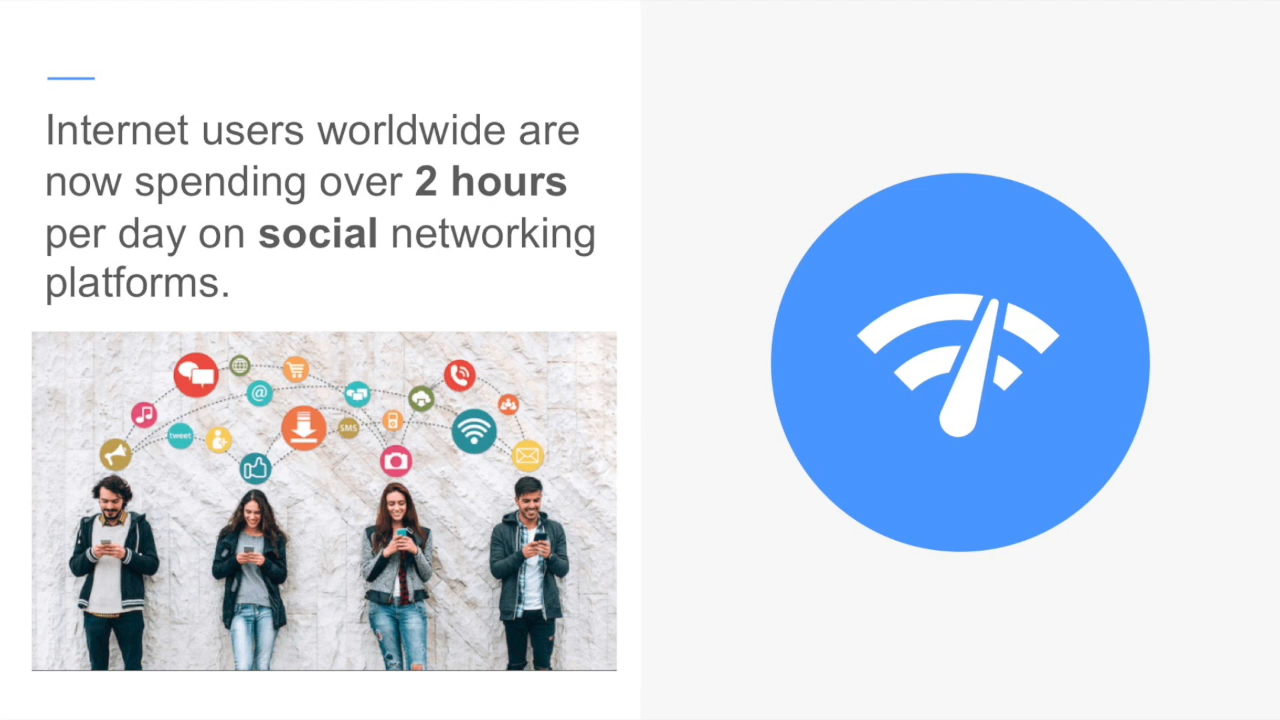 Internet users worldwide are
now spending over 2 hours
per day on social networking
platforms.
@
tweet
SMS